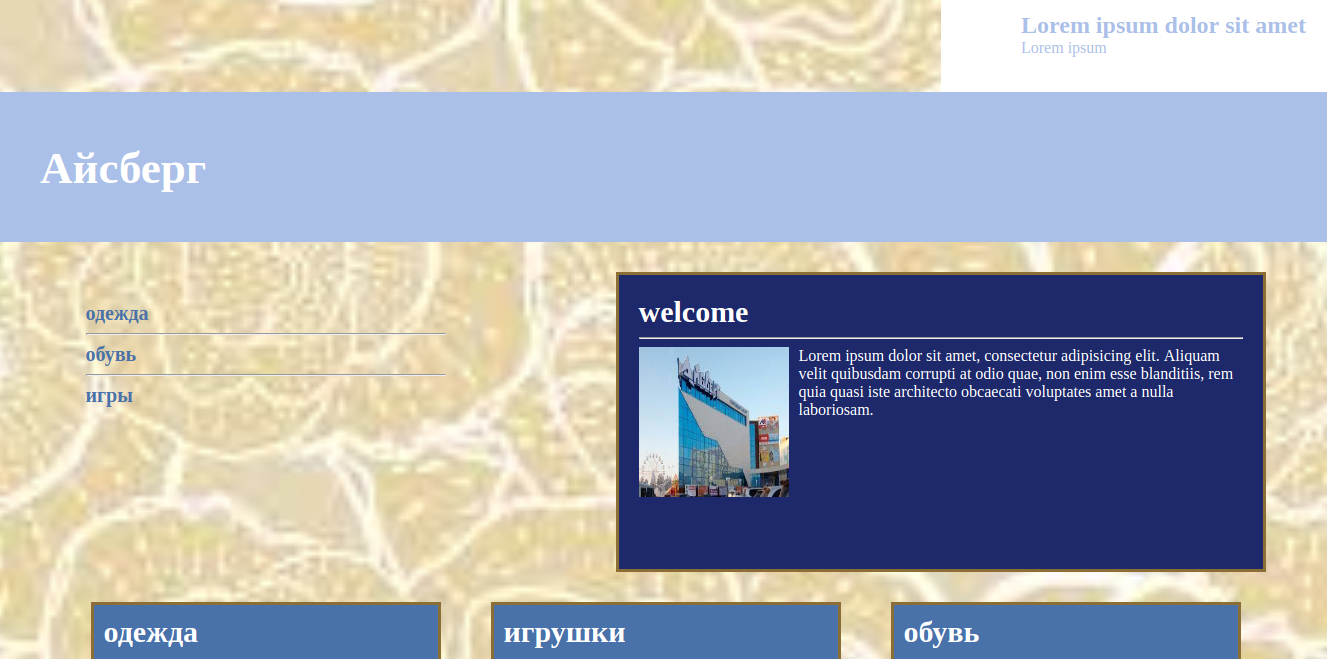 Lorem ipsum dolor sit amet
Lorem ipsum
Айсберг
одежда
обувь
игры
welcome
Lorem ipsum dolor sit amet, consectetur adipisicing elit. Aliquam
velit quibusdam corrupti at odio quae, non enim esse blanditiis, rem
quia quasi iste architecto obcaecati voluptates amet a nulla
laboriosam.
одежда
игрушки
обувь